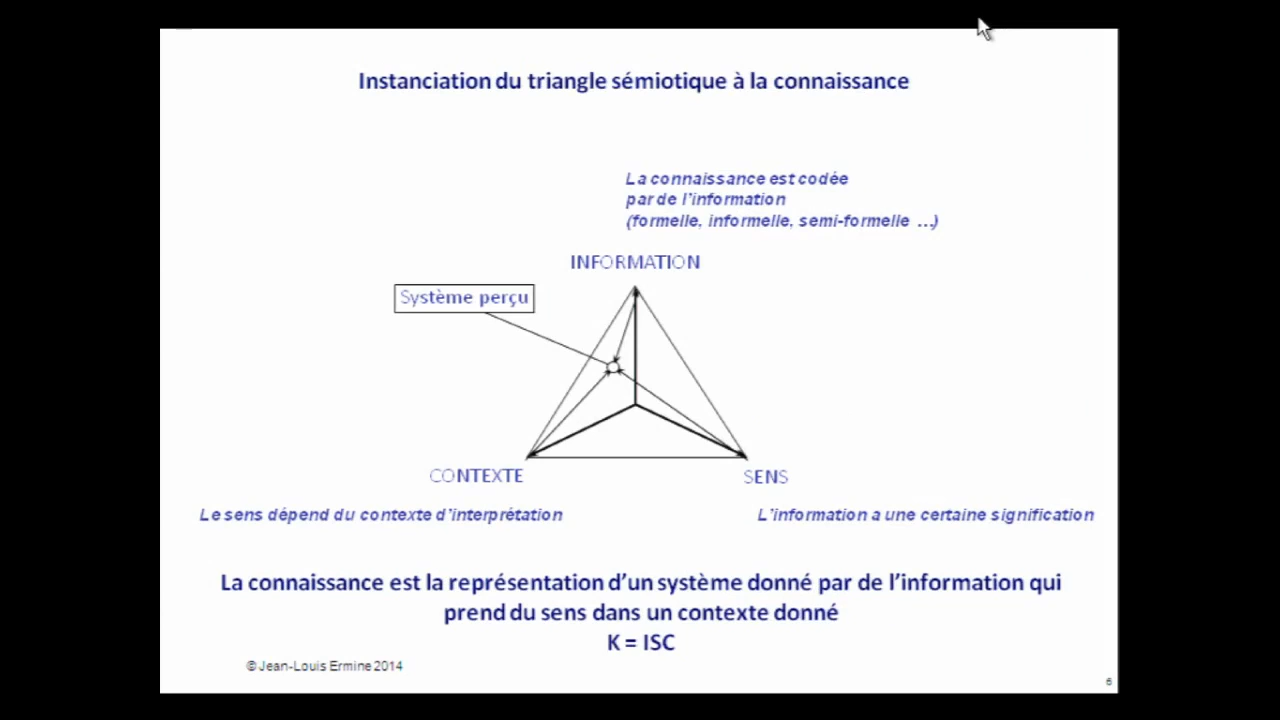 Instanciation du triangle sémiotique à la connaissance
La connaissance est codée
par de l'information
(formelle, informelle, semi-formelle ...)
INFORMATION
Système perçu
CONTEXTE
SENS
Le sens dépend du contexte d'interprétation
L'information a une certaine signification
La connaissance est la représentation d'un système donné par de l'information qui
prend du sens dans un contexte donné
K = ISC
© Jean-Louis Ermine 2014
6